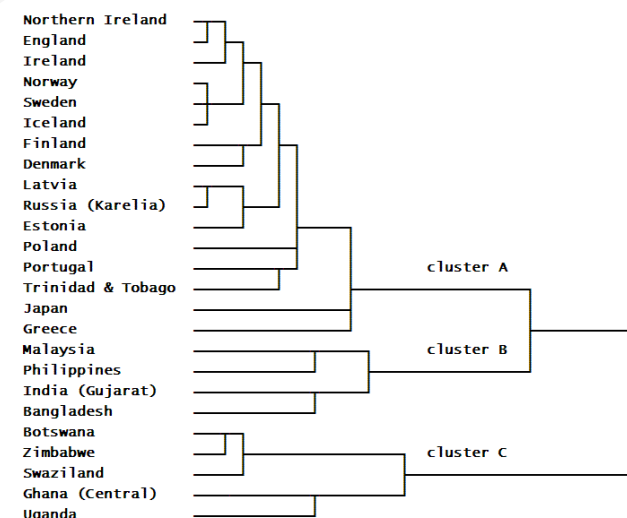 Northern Ireland
England
Ireland
Norway
Sweden
Iceland
Finland
Denmark
Latvia
Russia (Karelia)
Estonia
Poland
Portugal
cluster A
Trinidad & Tobago
Japan
Greece
Malaysia
cluster B
Philippines
India (Gujarat)
Bangladesh
Botswana
Zimbabwe
cluster C
Swaziland
Ghana (Central)
Uganda